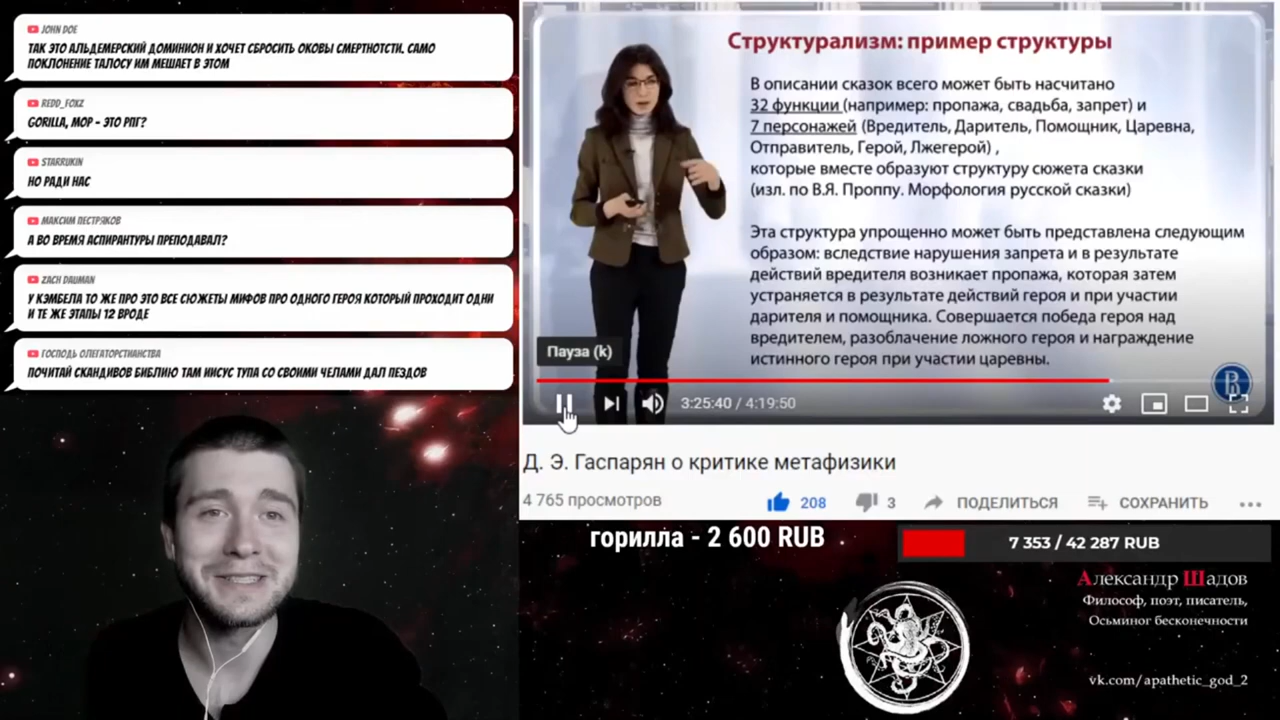 JOHN DOE
ТАК ЭТО АЛЬДЕМЕРСКИЙ ДОМИНИОН И ХОЧЕТ СБРОСИТЬ ОКОВЫ СМЕРТНОТСТИ. САМО
ПОКЛОНЕНИЕ ТАЛОСУ ИМ МЕШАЕТ В ЭТОМ
REDD_FOXZ
GORILLA, МОР - ЭТО РПГ?
STARRUKIN
НО РАДИ НАС
МАКСИМ ПЕСТРЯКОВ
А ВО ВРЕМЯ АСПИРАНТУРЫ ПРЕПОДАВАЛ?
ZACH DAUMAN
У КЭМБЕЛА ТО ЖЕ ПРО ЭТО ВСЕ СЮЖЕТЫ МИФОВ ПРО ОДНОГО ГЕРОЯ КОТОРЫЙ ПРОХОДИТ ОДНИ
И ТЕ ЖЕ ЭТАПЫ 12 ВРОДЕ
ГОСПОДЬ ОЛЕГАТОРСТИАНСТВА
ПОЧИТАЙ СКАНДИВОВ БИБЛИЮ ТАМ ИИСУС ТУПА СО СВОИМИ ЧЕЛАМИ ДАЛ ПЕЗДОВ
Структурализм: пример структуры
В описании сказок всего может быть насчитано
32 функции (например: пропажа, свадьба, запрет) и
7 персонажей (Вредитель, Даритель, Помощник, Царевна,
Отправитель, Герой, Лжегерой) ,
которые вместе образуют структуру сюжета сказки
(изл. по В.Я. Проппу. Морфология русской сказки)
Эта структура упрощенно может быть представлена следующим
образом: вследствие нарушения запрета и в результате
действий вредителя возникает пропажа, которая затем
устраняется в результате действий героя и при участии
дарителя и помощника. Совершается победа героя над
вредителем, разоблачение ложного героя и награждение
истинного героя при участии царевны.
Пауза (k)
3:25:40 / 4:19:50
Д. Э. Гаспарян о критике метафизики
4 765 просмотров
208
3
ПОДЕЛИТЬСЯ
СОХРАНИТЬ
горилла - 2 600 RUB
7 353 / 42 287 RUB
Александр Шадов
Философ, поэт, писатель,
Осьминог бесконечности
vk.com/apathetic_god_2